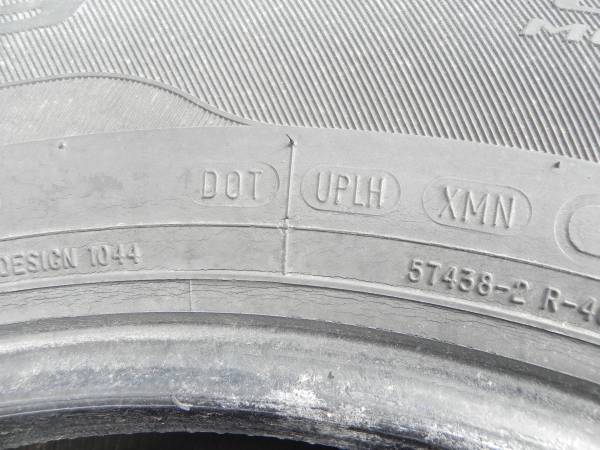 DOT UPLH XMN
DESIGN 1044
57438-2 R-4